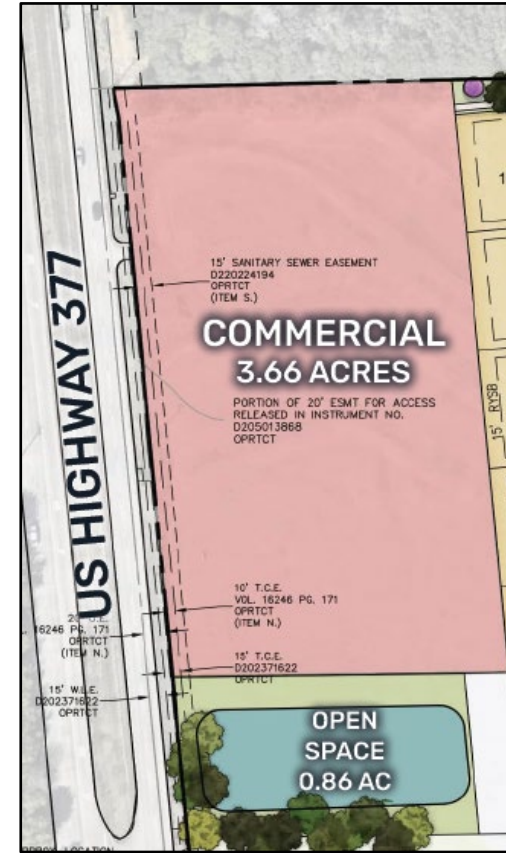 15' SANITARY SEWER EASEMENT
D220224194
OPRTCT
(ITEM S.)
COMMERCIAL
3.66 ACRES
PORTION OF 20' ESMT FOR ACCESS
RELEASED IN INSTRUMENT NO.
D205013868
OPRTCT
15' RYSB
1
US HIGHWAY 377
10' T.C.E.
VOL. 16246 PG. 171
OPRTCT
(ITEM N.)
16246 PG. 171
OPRTCT
(ITEM N.)
15' T.C.E.
D202371622
OPRTCT
15' W.L.E.
D202371622
OPRTCT
OPEN
SPACE
0.86 AC
LOCATION